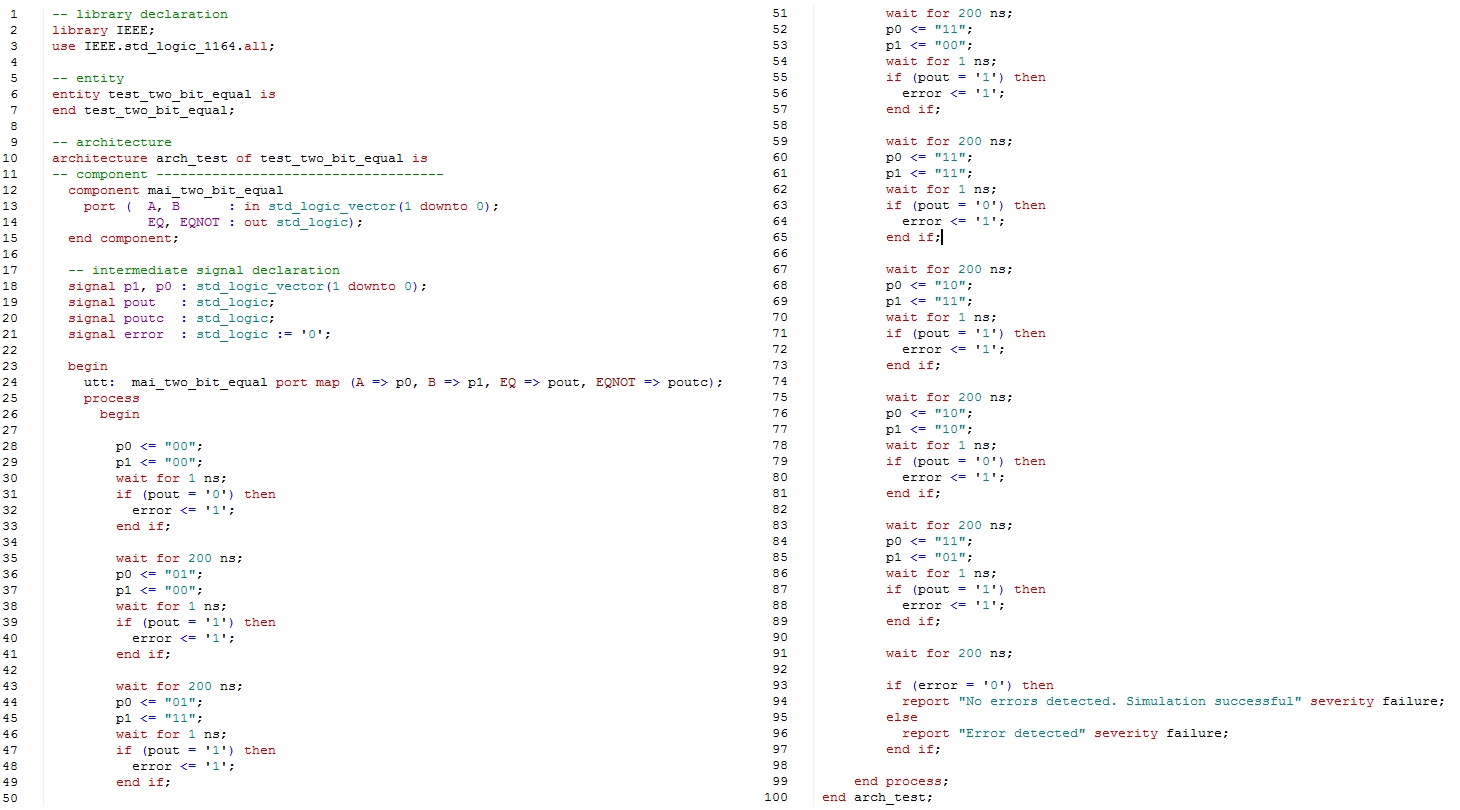 1 -- library declaration
2 library IEEE;
3 use IEEE.std_logic_1164.all;
4
5 -- entity
6 entity test_two_bit_equal is
7 end test_two_bit_equal;
8
9 -- architecture
10 architecture arch_test of test_two_bit_equal is
11 -- component ------------------------------------
12 component mai_two_bit_equal
13 port ( A, B : in std_logic_vector(1 downto 0);
14 EQ, EQNOT : out std_logic);
15 end component;
16
17 -- intermediate signal declaration
18 signal p1, p0 : std_logic_vector(1 downto 0);
19 signal pout : std_logic;
20 signal poutc : std_logic;
21 signal error : std_logic := '0';
22
23 begin
24 utt: mai_two_bit_equal port map (A => p0, B => p1, EQ => pout, EQNOT => poutc);
25 process
26 begin
27
28 p0 <= "00";
29 p1 <= "00";
30 wait for 1 ns;
31 if (pout = '0') then
32 error <= '1';
33 end if;
34
35 wait for 200 ns;
36 p0 <= "01";
37 p1 <= "00";
38 wait for 1 ns;
39 if (pout = '1') then
40 error <= '1';
41 end if;
42
43 wait for 200 ns;
44 p0 <= "01";
45 p1 <= "11";
46 wait for 1 ns;
47 if (pout = '1') then
48 error <= '1';
49 end if;
50
51 wait for 200 ns;
52 p0 <= "11";
53 p1 <= "00";
54 wait for 1 ns;
55 if (pout = '1') then
56 error <= '1';
57 end if;
58
59 wait for 200 ns;
60 p0 <= "11";
61 p1 <= "11";
62 wait for 1 ns;
63 if (pout = '0') then
64 error <= '1';
65 end if;
66
67 wait for 200 ns;
68 p0 <= "10";
69 p1 <= "11";
70 wait for 1 ns;
71 if (pout = '1') then
72 error <= '1';
73 end if;
74
75 wait for 200 ns;
76 p0 <= "10";
77 p1 <= "10";
78 wait for 1 ns;
79 if (pout = '0') then
80 error <= '1';
81 end if;
82
83 wait for 200 ns;
84 p0 <= "11";
85 p1 <= "01";
86 wait for 1 ns;
87 if (pout = '1') then
88 error <= '1';
89 end if;
90
91 wait for 200 ns;
92
93 if (error = '0') then
94 report "No errors detected. Simulation successful" severity failure;
95 else
96 report "Error detected" severity failure;
97 end if;
98
99 end process;
100 end arch_test;